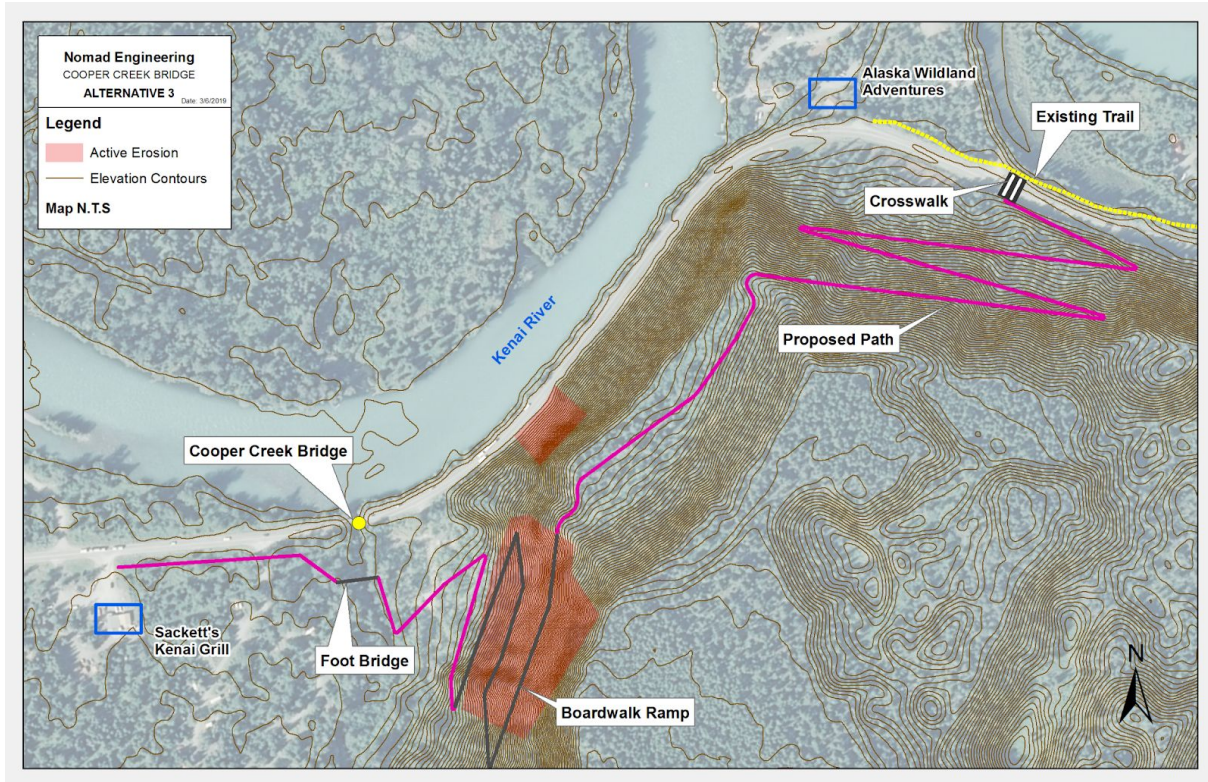 Nomad Engineering
COOPER CREEK BRIDGE
ALTERNATIVE 3
Date: 3/6/2019
Legend
Active Erosion
Elevation Contours
Map N.T.S
Alaska Wildland
Adventures
Existing Trail
Crosswalk
Kenai River
Proposed Path
Cooper Creek Bridge
Sackett's
Kenai Grill
Foot Bridge
Boardwalk Ramp
N